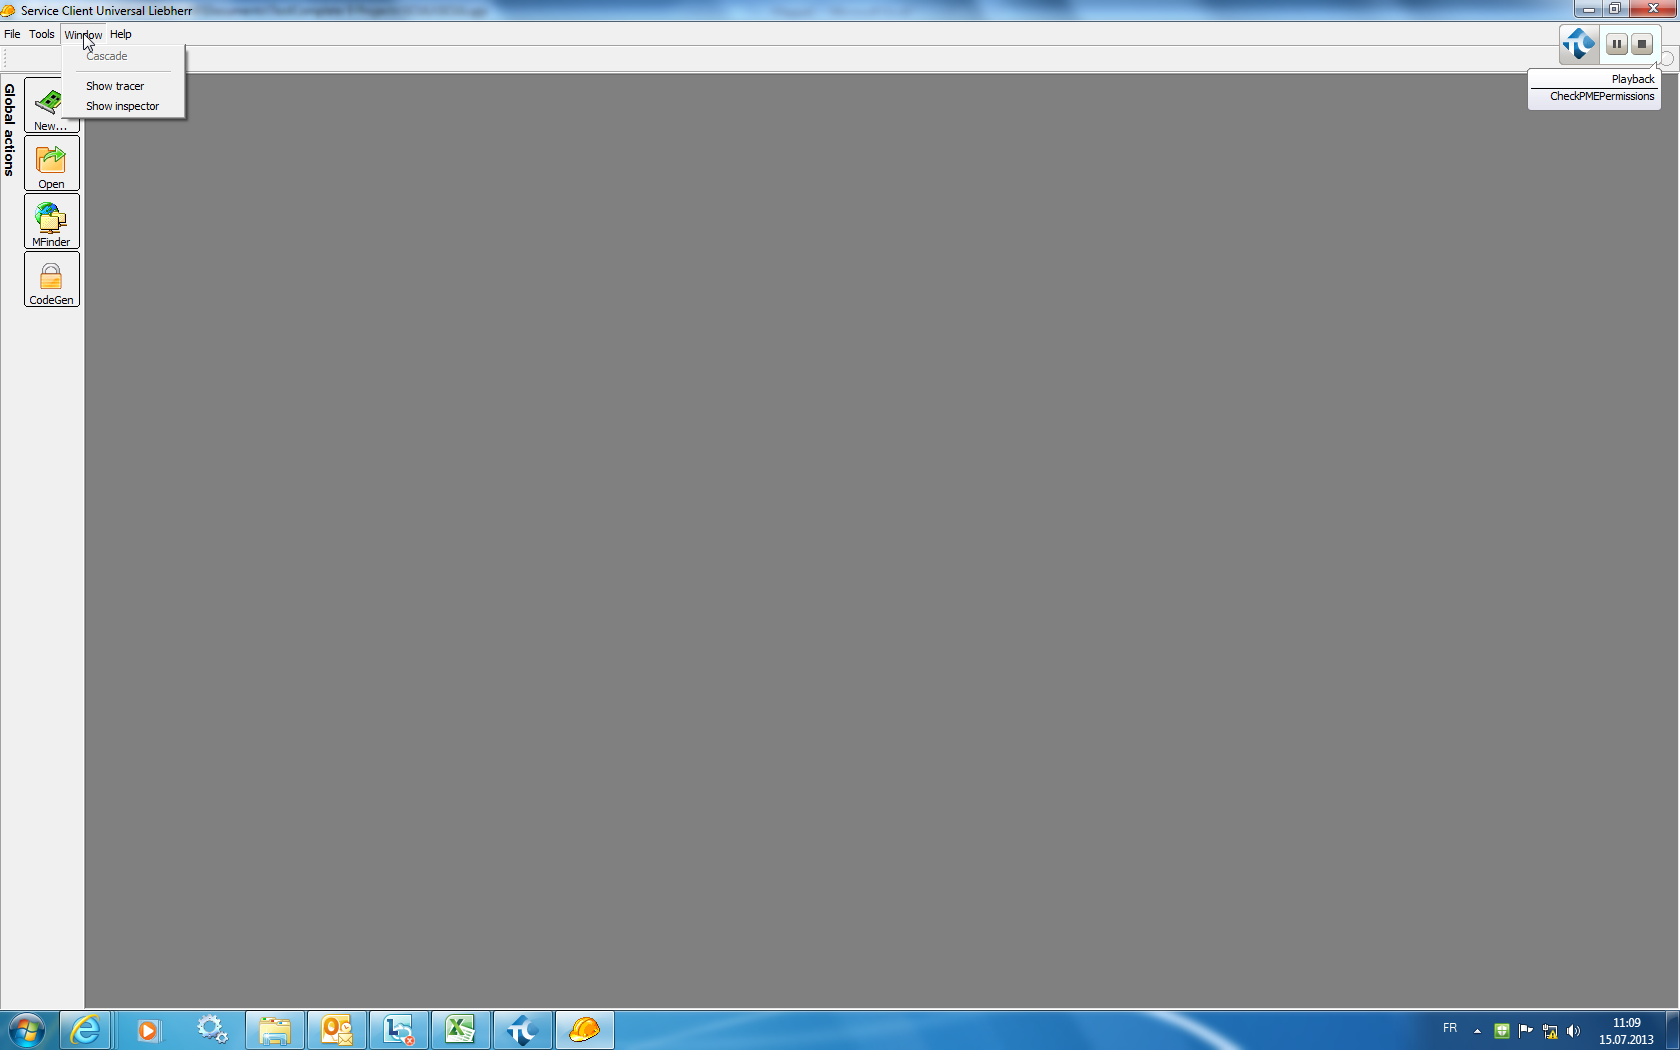 Service Client Universal Liebherr
File Tools Window Help
Cascade
Show tracer
Show inspector
Playback
CheckPMEPermissions
Global actions
New...
Open
MFinder
CodeGen
FR
11:09
15.07.2013